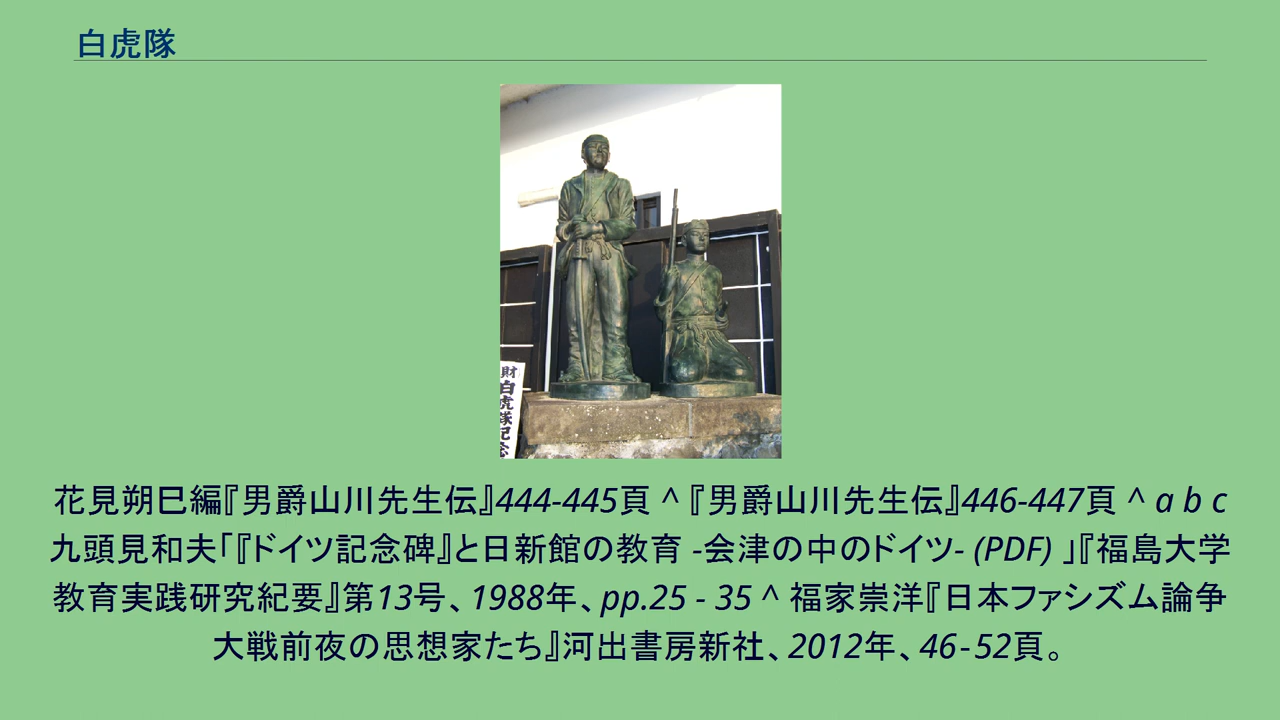 白虎隊
財
白虎隊記念
花見朔巳編『男爵山川先生伝』444-445頁 ^ 『男爵山川先生伝』446-447頁 ^ a b c
九頭見和夫「『ドイツ記念碑』と日新館の教育 -会津の中のドイツ- (PDF) 」『福島大学
教育実践研究紀要』第13号、1988年、pp.25 - 35 ^ 福家崇洋『日本ファシズム論争
大戦前夜の思想家たち』河出書房新社、2012年、46-52頁。